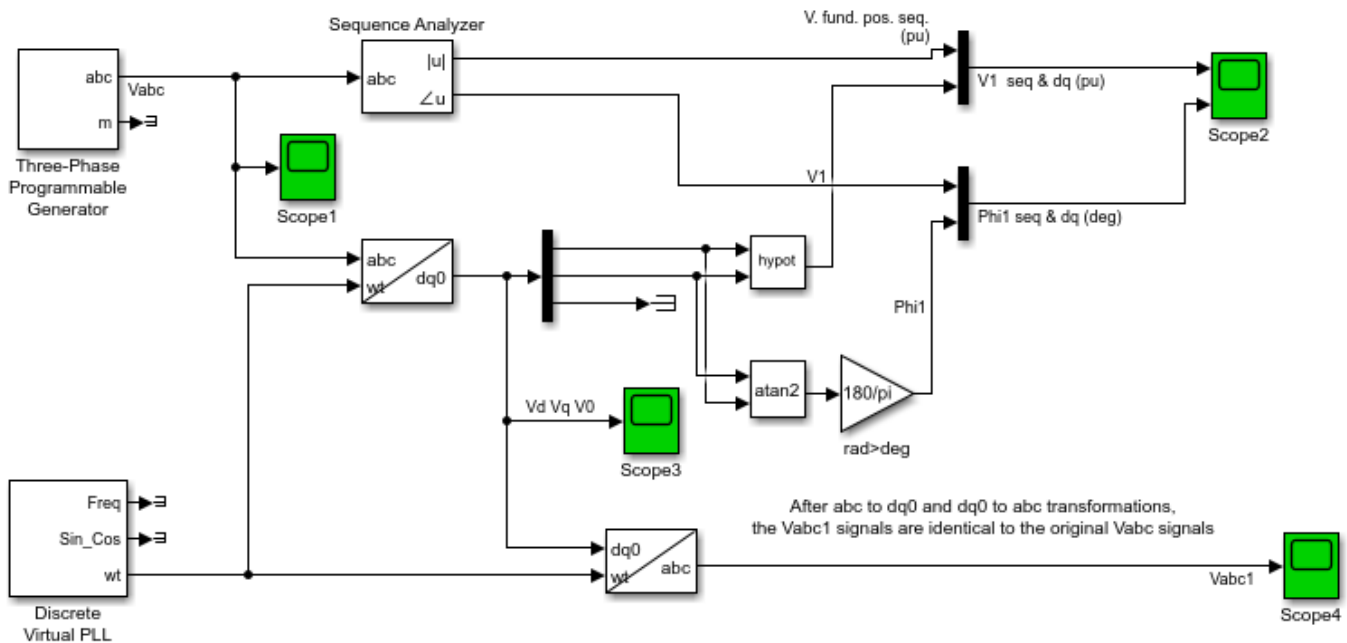 Sequence Analyzer
V. fund. pos. seq.
(pu)
abc
Vabc
m
Three-Phase
Programmable
Generator
abc
|u|
∠u
V1  seq & dq (pu)
Scope2
Scope1
V1
Phi1 seq & dq (deg)
abc
wt
dq0
hypot
Phi1
atan2
180/pi
rad>deg
Vd Vq V0
Scope3
Freq
Sin_Cos
wt
Discrete
Virtual PLL
After abc to dq0 and dq0 to abc transformations,
the Vabc1 signals are identical to the original Vabc signals
dq0
wt
abc
Vabc1
Scope4